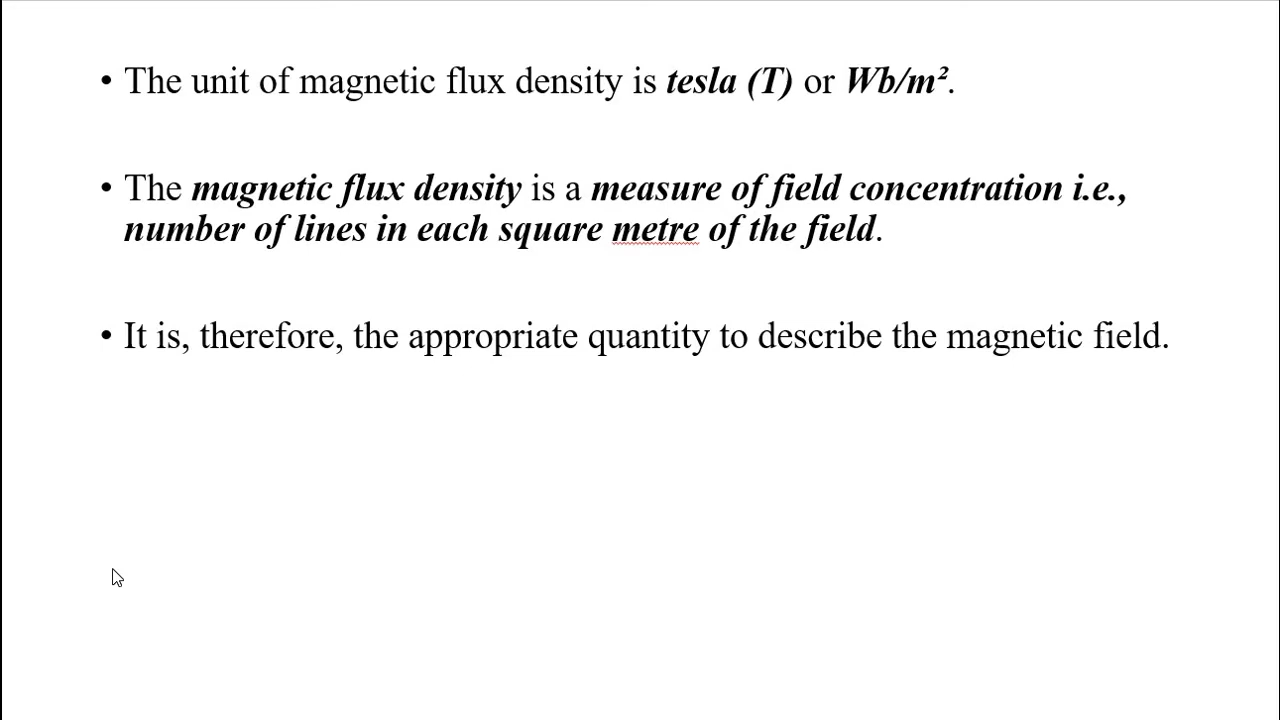 • The unit of magnetic flux density is tesla (T) or Wb/m².
• The magnetic flux density is a measure of field concentration i.e.,
number of lines in each square metre of the field.
• It is, therefore, the appropriate quantity to describe the magnetic field.